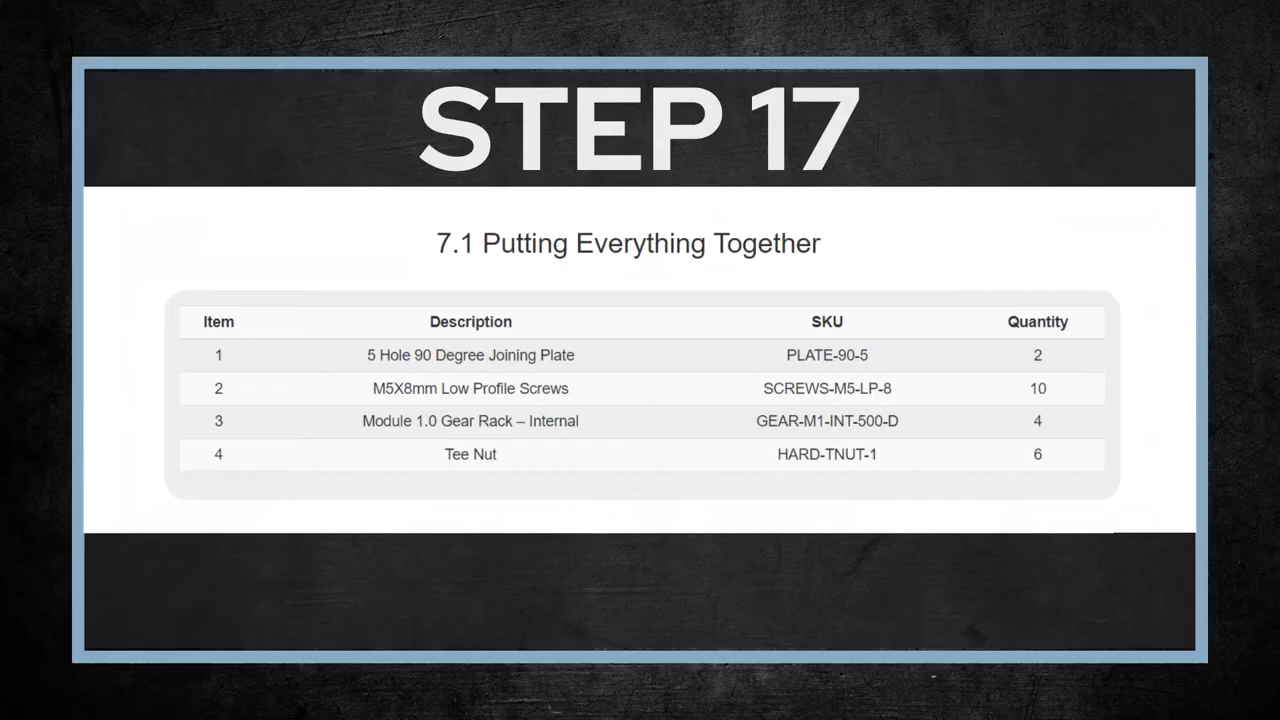 STEP 17
7.1 Putting Everything Together
Item Description SKU Quantity
1 5 Hole 90 Degree Joining Plate PLATE-90-5 2
2 M5X8mm Low Profile Screws SCREWS-M5-LP-8 10
3 Module 1.0 Gear Rack – Internal GEAR-M1-INT-500-D 4
4 Tee Nut HARD-TNUT-1 6